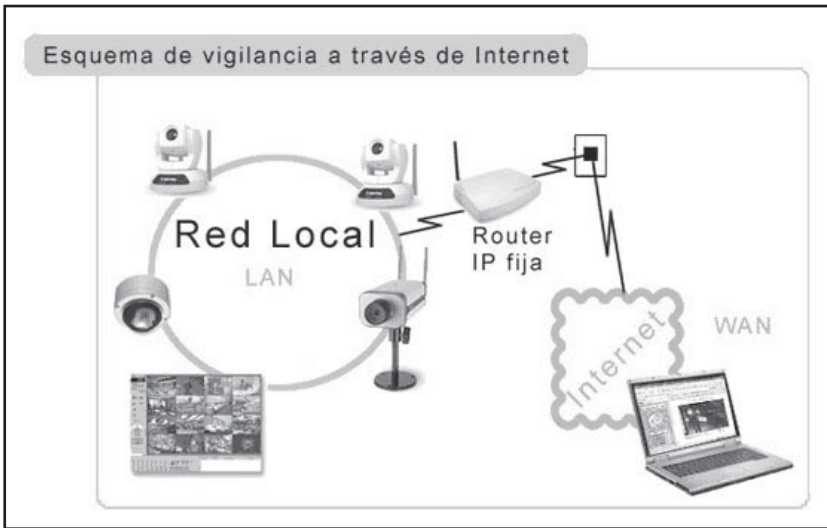 Esquema de vigilancia a través de Internet
Red Local
LAN
Router
IP fija
Internet
WAN